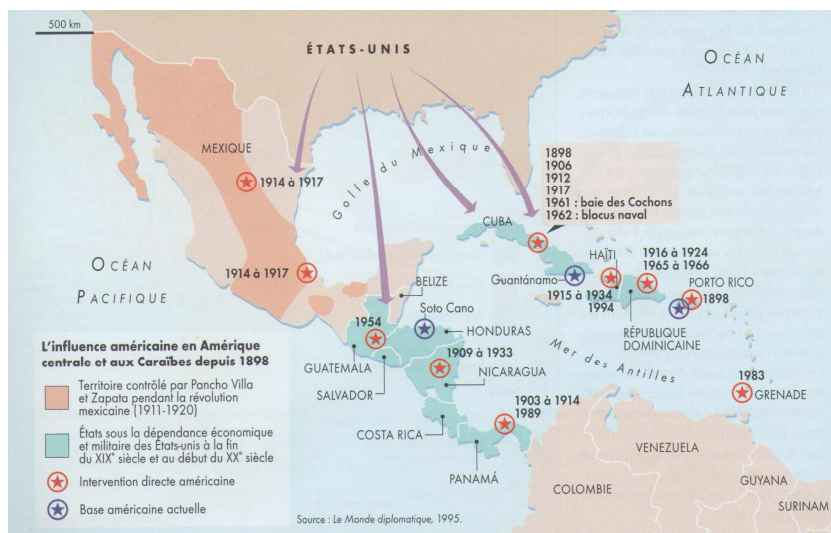 500 km
ÉTATS-UNIS
OCÉAN
ATLANTIQUE
MEXIQUE
1914 à 1917
Golfe du Mexique
1898
1906
1912
1917
1961 : baie des Cochons
1962 : blocus naval
CUBA
OCÉAN
PACIFIQUE
1914 à 1917
BELIZE
Guantánamo
HAÏTI
1916 à 1924
1965 à 1966
PORTO RICO
1898
1915 à 1934
1994
RÉPUBLIQUE
DOMINICAINE
Soto Cano
1954
HONDURAS
GUATEMALA
1909 à 1933
SALVADOR
NICARAGUA
Mer des Antilles
1983
GRENADE
1903 à 1914
1989
COSTA RICA
PANAMÁ
VENEZUELA
COLOMBIE
GUYANA
SURINAM
L'influence américaine en Amérique
centrale et aux Caraïbes depuis 1898
Territoire contrôlé par Pancho Villa
et Zapata pendant la révolution
mexicaine (1911-1920)
États sous la dépendance économique
et militaire des États-unis à la fin
du XIXe siècle et au début du XXe siècle
Intervention directe américaine
Base américaine actuelle
Source : Le Monde diplomatique, 1995.